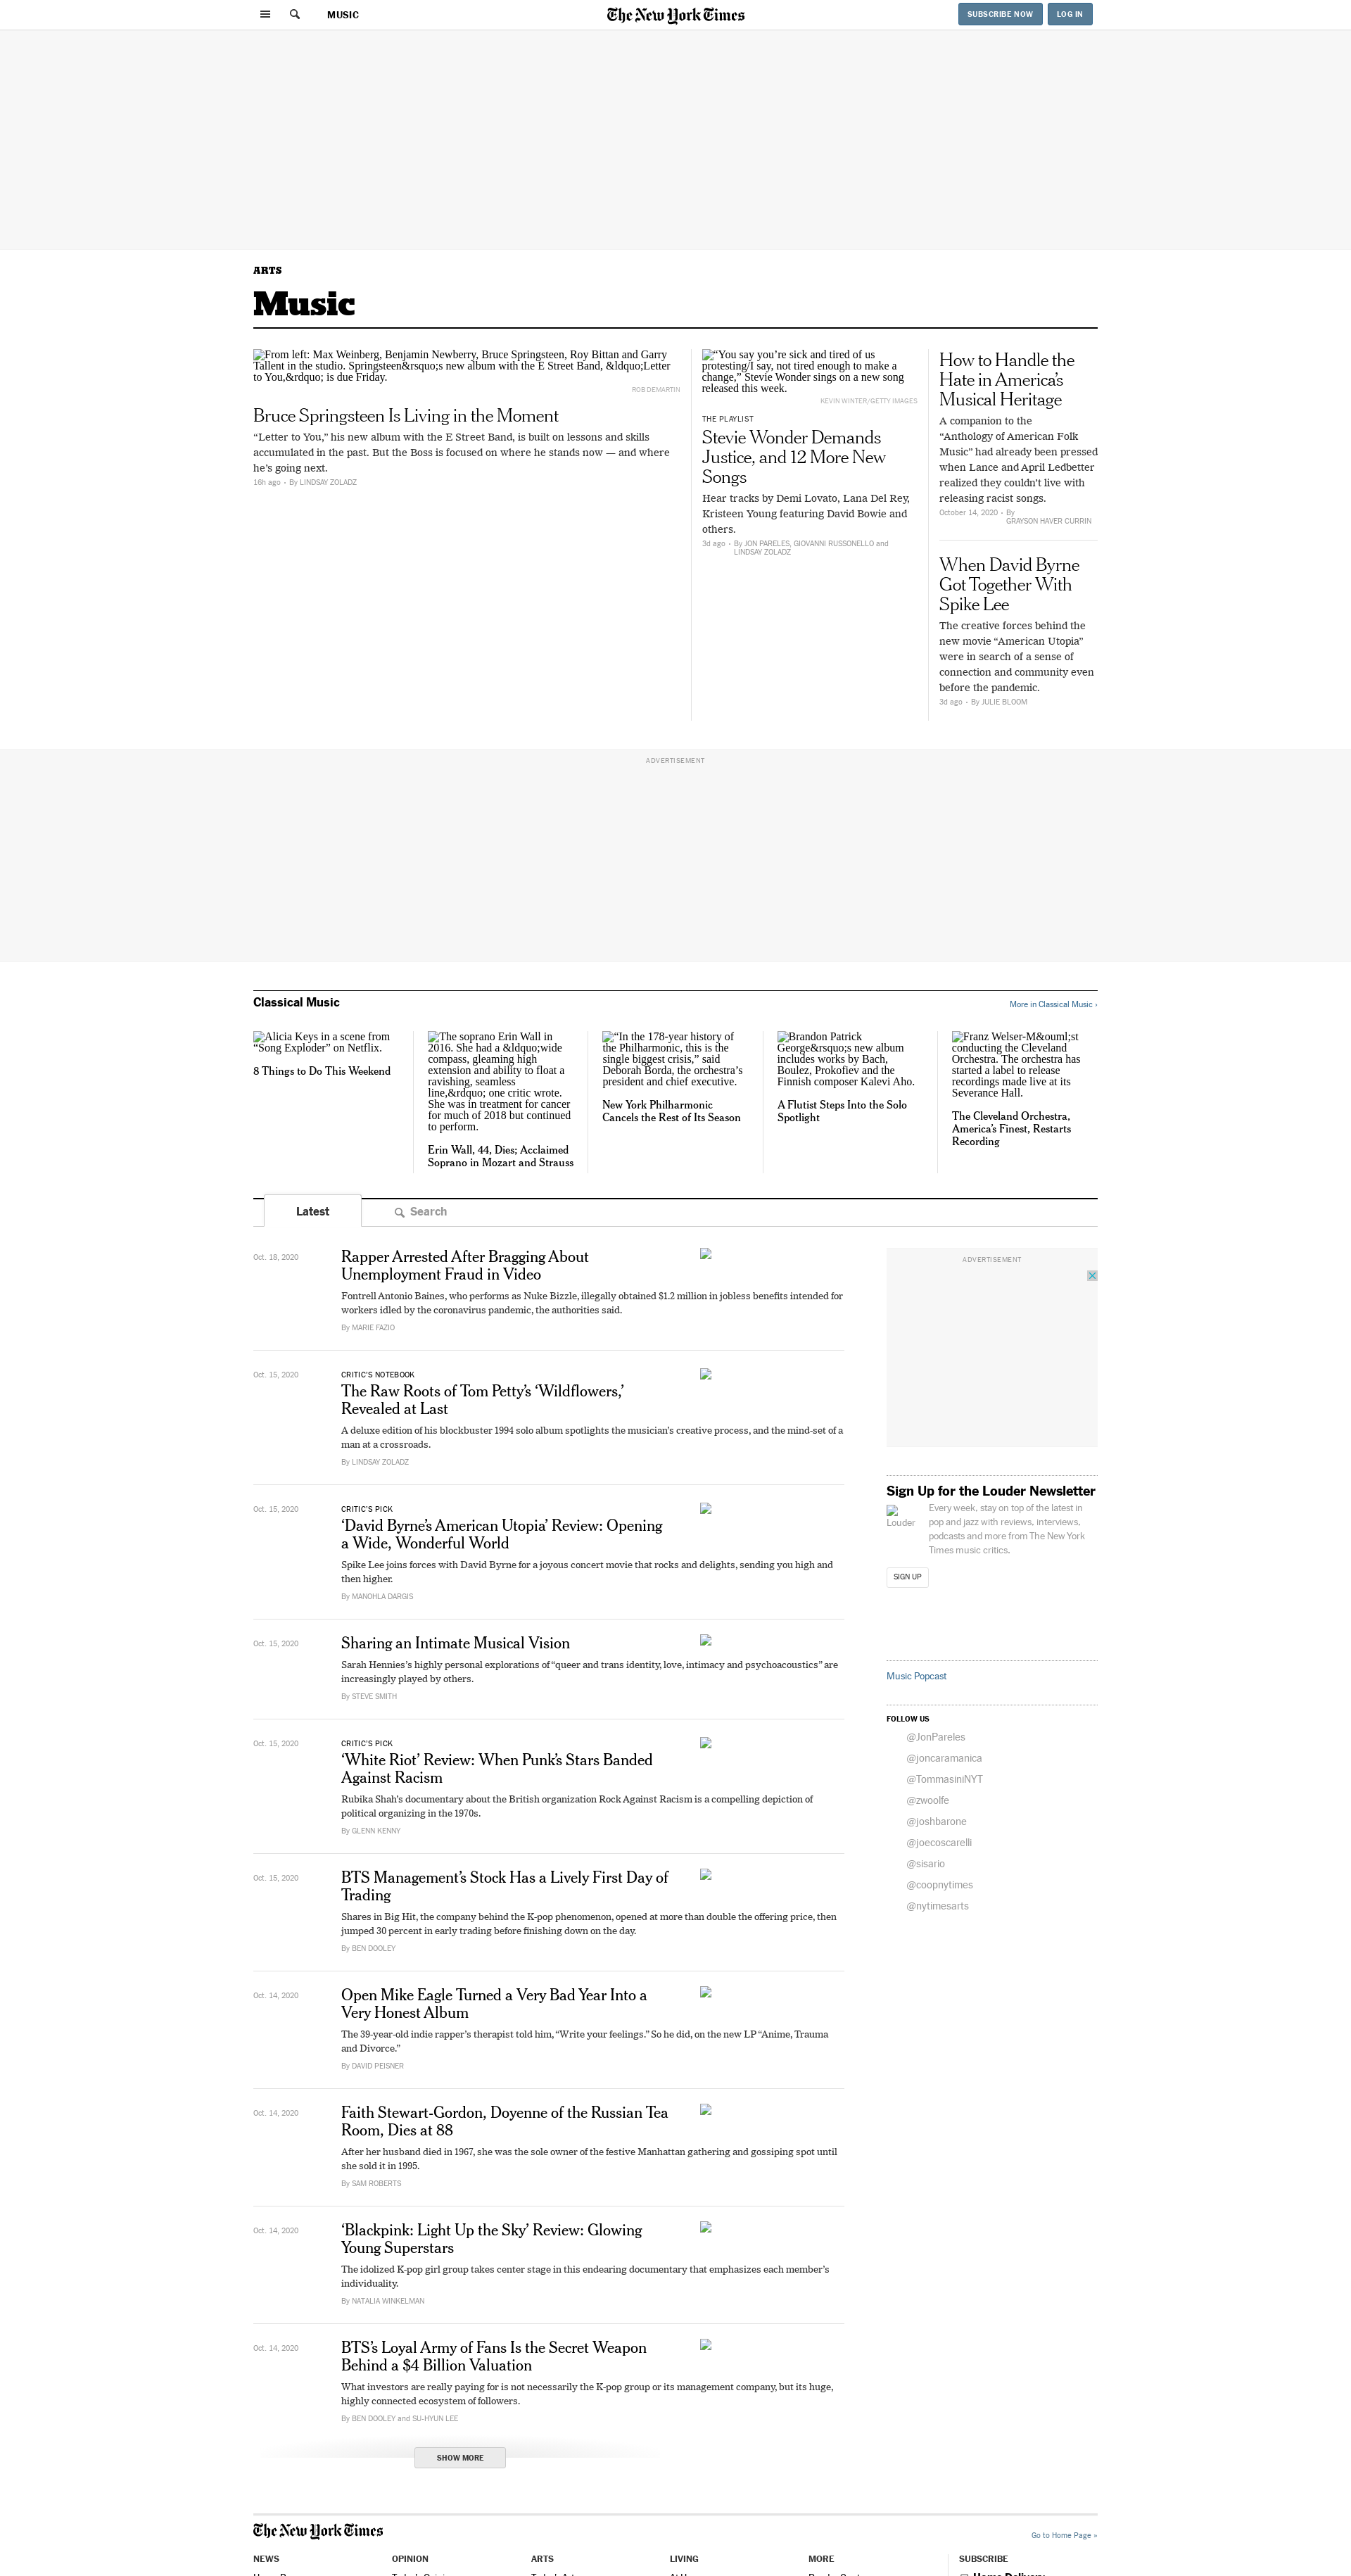 MUSIC
The New York Times
SUBSCRIBE NOW
LOG IN
ARTS
Music
From left: Max Weinberg, Benjamin Newberry, Bruce Springsteen, Roy Bittan and Garry
Tallent in the studio. Springsteen&rsquo;s new album with the E Street Band, &ldquo;Letter
to You,&rdquo; is due Friday.
ROB DEMARTIN
Bruce Springsteen Is Living in the Moment
“Letter to You,” his new album with the E Street Band, is built on lessons and skills
accumulated in the past. But the Boss is focused on where he stands now — and where
he’s going next.
16h ago - By LINDSAY ZOLADZ
“You say you’re sick and tired of us
protesting/I say, not tired enough to make a
change,” Stevie Wonder sings on a new song
released this week.
KEVIN WINTER/GETTY IMAGES
THE PLAYLIST
Stevie Wonder Demands
Justice, and 12 More New
Songs
Hear tracks by Demi Lovato, Lana Del Rey,
Kristeen Young featuring David Bowie and
others.
3d ago - By JON PARELES, GIOVANNI RUSSONELLO and
LINDSAY ZOLADZ
How to Handle the
Hate in America’s
Musical Heritage
A companion to the
“Anthology of American Folk
Music” had already been pressed
when Lance and April Ledbetter
realized they couldn’t live with
releasing racist songs.
October 14, 2020 - By
GRAYSON HAVER CURRIN
When David Byrne
Got Together With
Spike Lee
The creative forces behind the
new movie “American Utopia”
were in search of a sense of
connection and community even
before the pandemic.
3d ago - By JULIE BLOOM
ADVERTISEMENT
Classical Music
More in Classical Music ›
Alicia Keys in a scene from
“Song Exploder” on Netflix.
8 Things to Do This Weekend
The soprano Erin Wall in
2016. She had a &ldquo;wide
compass, gleaming high
extension and ability to float a
ravishing, seamless
line,&rdquo; one critic wrote.
She was in treatment for cancer
for much of 2018 but continued
to perform.
Erin Wall, 44, Dies; Acclaimed
Soprano in Mozart and Strauss
“In the 178-year history of
the Philharmonic, this is the
single biggest crisis,” said
Deborah Borda, the orchestra’s
president and chief executive.
New York Philharmonic
Cancels the Rest of Its Season
Brandon Patrick
George&rsquo;s new album
includes works by Bach,
Boulez, Prokofiev and the
Finnish composer Kalevi Aho.
A Flutist Steps Into the Solo
Spotlight
Franz Welser-M&ouml;st
conducting the Cleveland
Orchestra. The orchestra has
started a label to release
recordings made live at its
Severance Hall.
The Cleveland Orchestra,
America’s Finest, Restarts
Recording
Latest
Search
Oct. 18, 2020
Rapper Arrested After Bragging About
Unemployment Fraud in Video
Fontrell Antonio Baines, who performs as Nuke Bizzle, illegally obtained $1.2 million in jobless benefits intended for
workers idled by the coronavirus pandemic, the authorities said.
By MARIE FAZIO
Oct. 15, 2020
CRITIC’S NOTEBOOK
The Raw Roots of Tom Petty’s ‘Wildflowers,’
Revealed at Last
A deluxe edition of his blockbuster 1994 solo album spotlights the musician’s creative process, and the mind-set of a
man at a crossroads.
By LINDSAY ZOLADZ
Oct. 15, 2020
CRITIC’S PICK
‘David Byrne’s American Utopia’ Review: Opening
a Wide, Wonderful World
Spike Lee joins forces with David Byrne for a joyous concert movie that rocks and delights, sending you high and
then higher.
By MANOHLA DARGIS
Oct. 15, 2020
Sharing an Intimate Musical Vision
Sarah Hennies’s highly personal explorations of “queer and trans identity, love, intimacy and psychoacoustics” are
increasingly played by others.
By STEVE SMITH
Oct. 15, 2020
CRITIC’S PICK
‘White Riot’ Review: When Punk’s Stars Banded
Against Racism
Rubika Shah’s documentary about the British organization Rock Against Racism is a compelling depiction of
political organizing in the 1970s.
By GLENN KENNY
Oct. 15, 2020
BTS Management’s Stock Has a Lively First Day of
Trading
Shares in Big Hit, the company behind the K-pop phenomenon, opened at more than double the offering price, then
jumped 30 percent in early trading before finishing down on the day.
By BEN DOOLEY
Oct. 14, 2020
Open Mike Eagle Turned a Very Bad Year Into a
Very Honest Album
The 39-year-old indie rapper’s therapist told him, “Write your feelings.” So he did, on the new LP “Anime, Trauma
and Divorce.”
By DAVID PEISNER
Oct. 14, 2020
Faith Stewart-Gordon, Doyenne of the Russian Tea
Room, Dies at 88
After her husband died in 1967, she was the sole owner of the festive Manhattan gathering and gossiping spot until
she sold it in 1995.
By SAM ROBERTS
Oct. 14, 2020
‘Blackpink: Light Up the Sky’ Review: Glowing
Young Superstars
The idolized K-pop girl group takes center stage in this endearing documentary that emphasizes each member’s
individuality.
By NATALIA WINKELMAN
Oct. 14, 2020
BTS’s Loyal Army of Fans Is the Secret Weapon
Behind a $4 Billion Valuation
What investors are really paying for is not necessarily the K-pop group or its management company, but its huge,
highly connected ecosystem of followers.
By BEN DOOLEY and SU-HYUN LEE
SHOW MORE
ADVERTISEMENT
Sign Up for the Louder Newsletter
Louder
Every week, stay on top of the latest in
pop and jazz with reviews, interviews,
podcasts and more from The New York
Times music critics.
SIGN UP
Music Popcast
FOLLOW US
@JonPareles
@joncaramanica
@TommasiniNYT
@zwoolfe
@joshbarone
@joecoscarelli
@sisario
@coopnytimes
@nytimesarts
The New York Times
Go to Home Page »
NEWS
OPINION
ARTS
LIVING
MORE
SUBSCRIBE